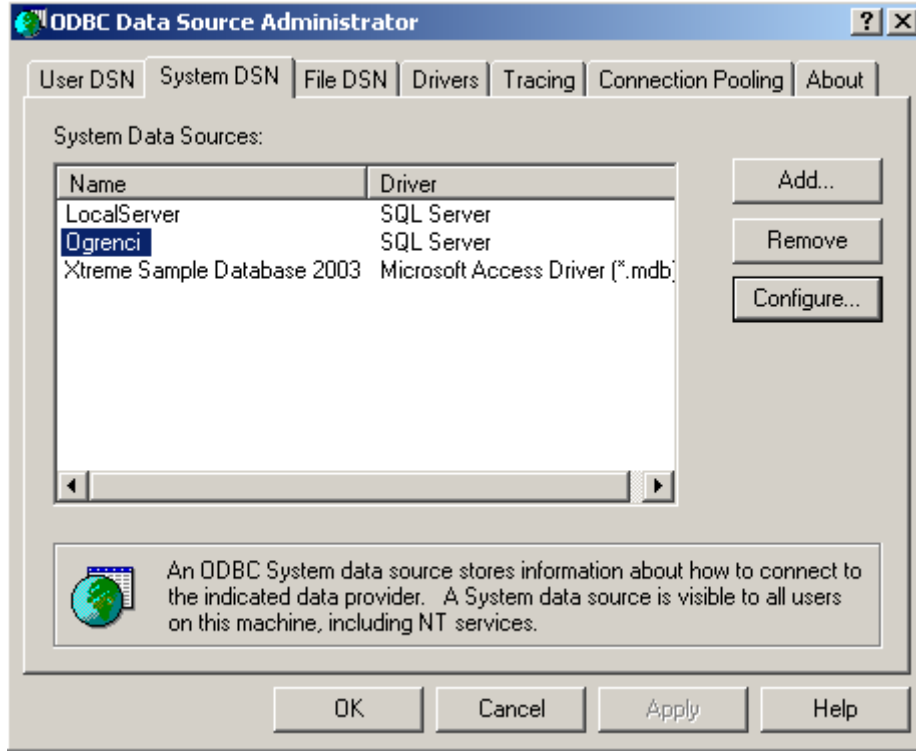 ODBC Data Source Administrator
User DSN System DSN File DSN Drivers Tracing Connection Pooling About
System Data Sources:
Name Driver
LocalServer SQL Server
Ogrenci SQL Server
Xtreme Sample Database 2003 Microsoft Access Driver (*.mdb)
Add...
Remove
Configure...
An ODBC System data source stores information about how to connect to
the indicated data provider. A System data source is visible to all users
on this machine, including NT services.
OK Cancel Apply Help